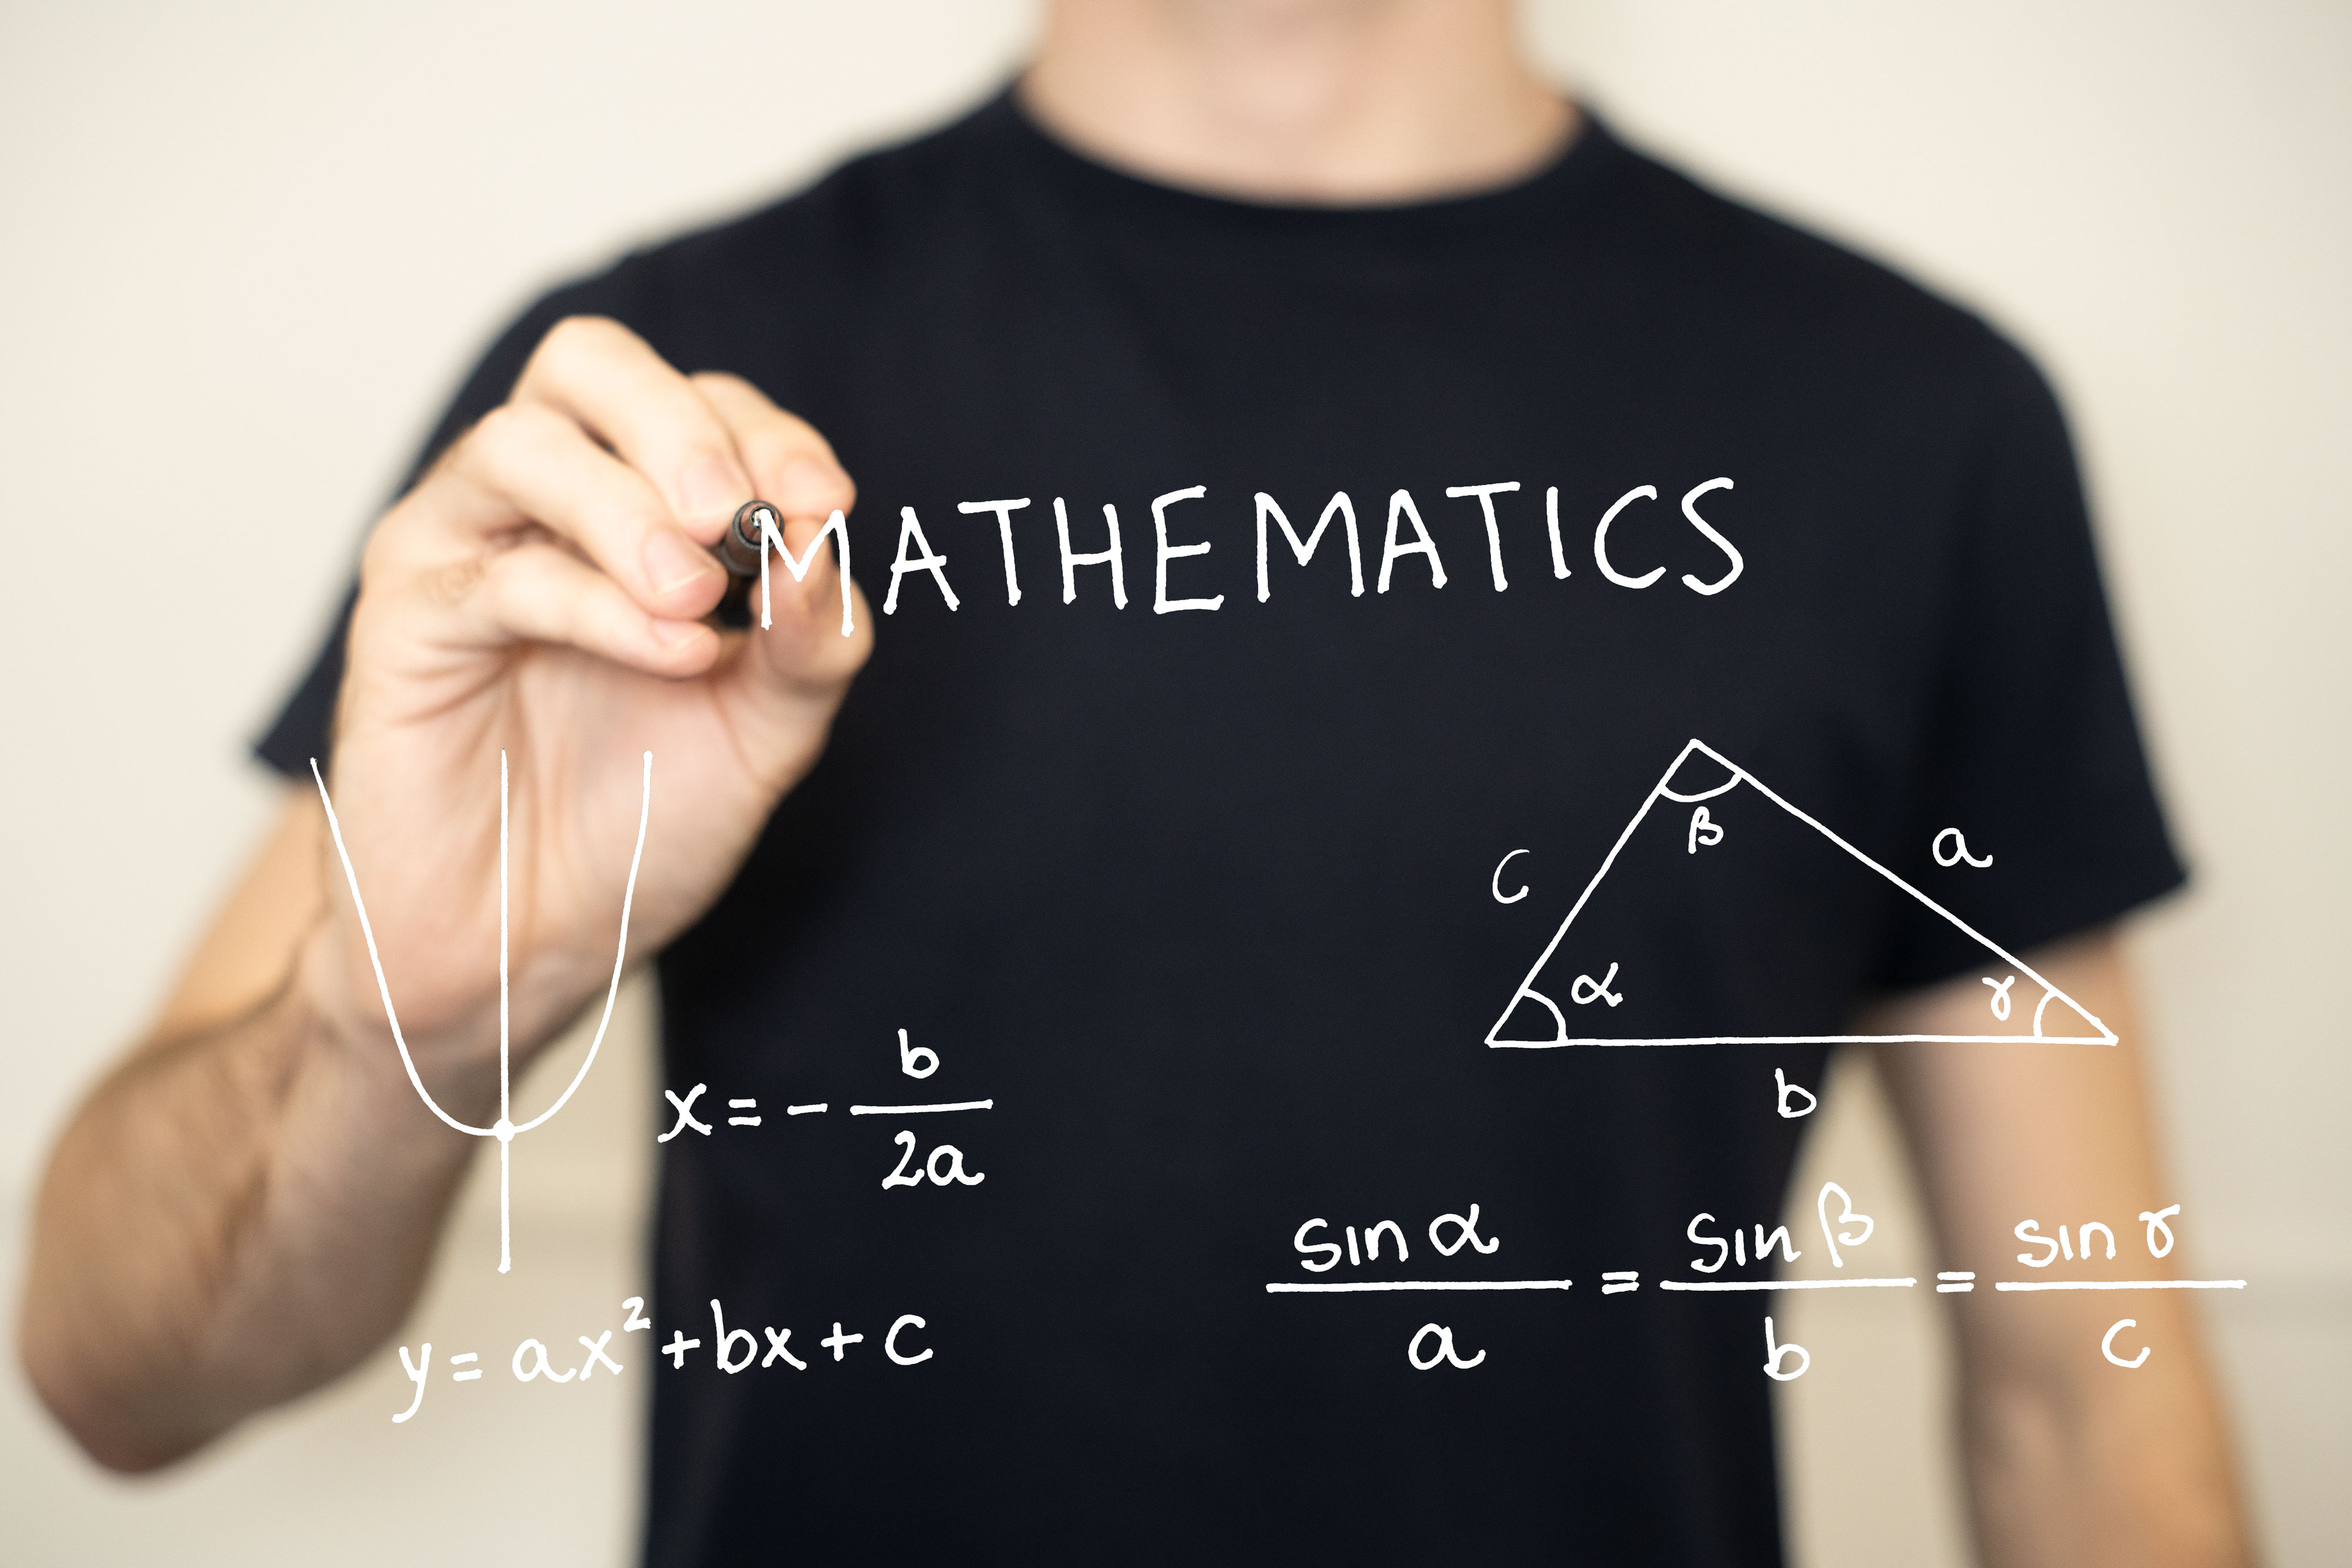 MATHEMATICS
x = - b/2a
y = ax² + bx + c
c
β
a
α
γ
b
sin α/a = sin β/b = sin γ/c